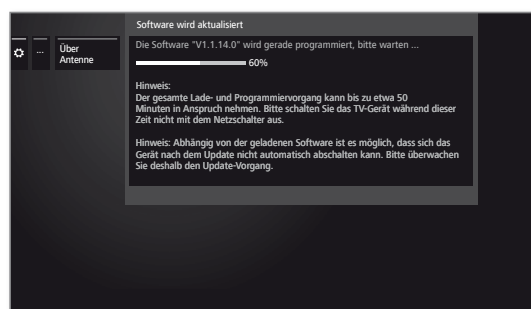 Software wird aktualisiert
...
Über
Antenne
Die Software "V1.1.14.0" wird gerade programmiert, bitte warten ...
60%
Hinweis:
Der gesamte Lade- und Programmiervorgang kann bis zu etwa 50
Minuten in Anspruch nehmen. Bitte schalten Sie das TV-Gerät während dieser
Zeit nicht mit dem Netzschalter aus.
Hinweis: Abhängig von der geladenen Software ist es möglich, dass sich das
Gerät nach dem Update nicht automatisch abschalten kann. Bitte überwachen
Sie deshalb den Update-Vorgang.